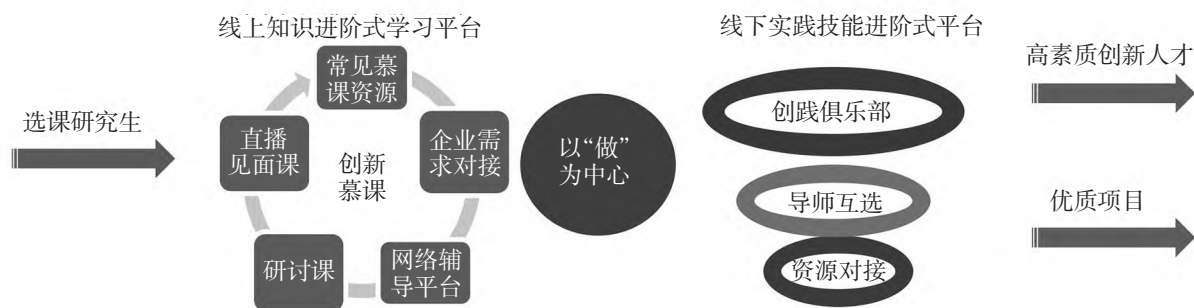 线上知识进阶式学习平台
线下实践技能进阶式平台
选课研究生
常见慕
课资源
直播
见面课
企业需
求对接
创新
慕课
研讨课
网络辅
导平台
以“做”
为中心
创践俱乐部
导师互选
资源对接
高素质创新人才
优质项目